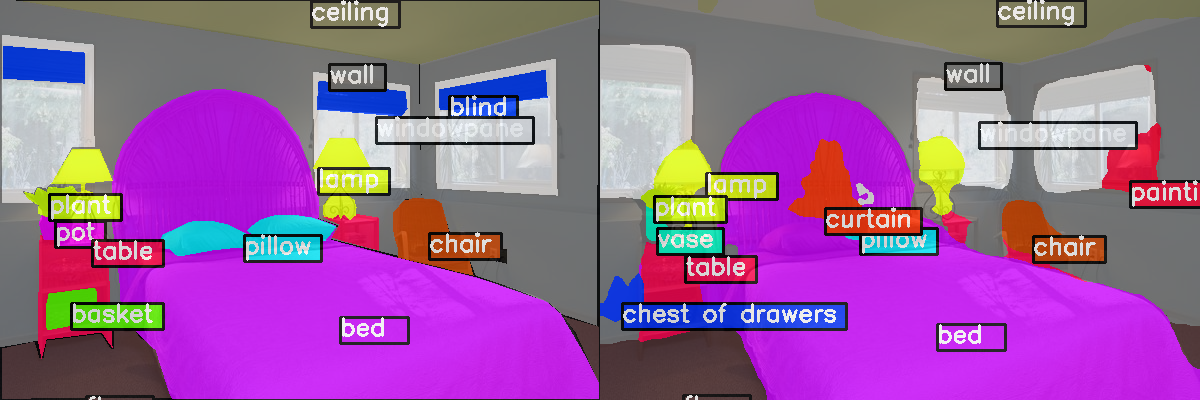 ceiling
wall
blind
windowpane
lamp
plant
pot
table
pillow
chair
basket
bed
ceiling
wall
windowpane
lamp
painti
plant
curtain
vase
pillow
chair
table
chest of drawers
bed